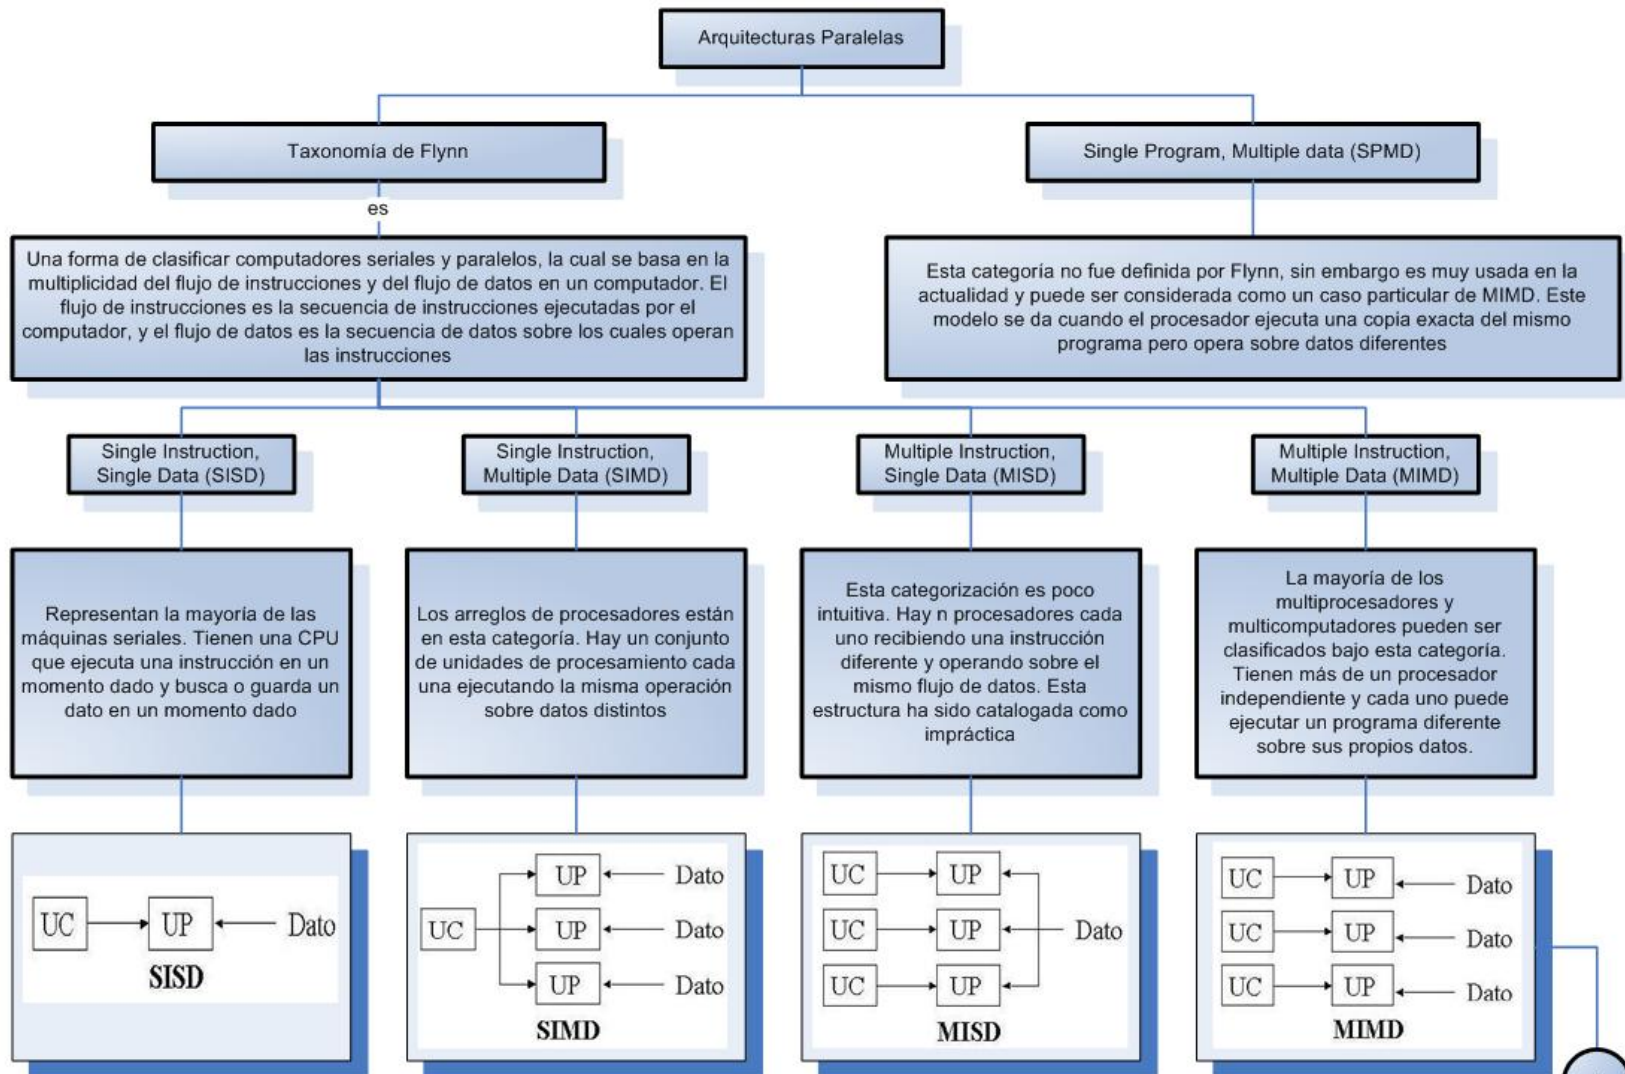 Arquitecturas Paralelas
Taxonomía de Flynn
Single Program, Multiple data (SPMD)
es
Una forma de clasificar computadores seriales y paralelos, la cual se basa en la
multiplicidad del flujo de instrucciones y del flujo de datos en un computador. El
flujo de instrucciones es la secuencia de instrucciones ejecutadas por el
computador, y el flujo de datos es la secuencia de datos sobre los cuales operan
las instrucciones
Esta categoría no fue definida por Flynn, sin embargo es muy usada en la
actualidad y puede ser considerada como un caso particular de MIMD. Este
modelo se da cuando el procesador ejecuta una copia exacta del mismo
programa pero opera sobre datos diferentes
Single Instruction,
Single Data (SISD)
Single Instruction,
Multiple Data (SIMD)
Multiple Instruction,
Single Data (MISD)
Multiple Instruction,
Multiple Data (MIMD)
Representan la mayoría de las
máquinas seriales. Tienen una CPU
que ejecuta una instrucción en un
momento dado y busca o guarda un
dato en un momento dado
Los arreglos de procesadores están
en esta categoría. Hay un conjunto
de unidades de procesamiento cada
una ejecutando la misma operación
sobre datos distintos
Esta categorización es poco
intuitiva. Hay n procesadores cada
uno recibiendo una instrucción
diferente y operando sobre el
mismo flujo de datos. Esta
estructura ha sido catalogada como
impráctica
La mayoría de los
multiprocesadores y
multicomputadores pueden ser
clasificados bajo esta categoría.
Tienen más de un procesador
independiente y cada uno puede
ejecutar un programa diferente
sobre sus propios datos.
UC UP Dato
SISD
UP Dato
UC UP Dato
UP Dato
SIMD
UC UP
UC UP Dato
UC UP
MISD
UC UP Dato
UC UP Dato
UC UP Dato
MIMD